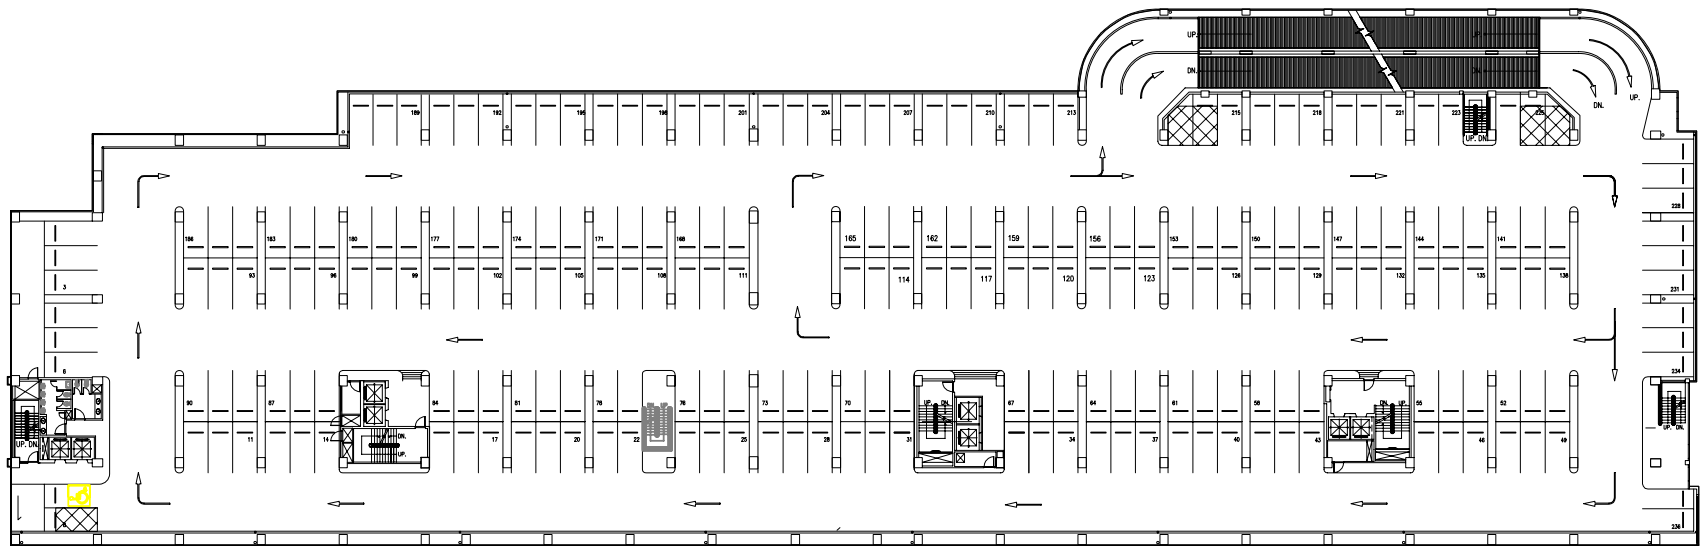 UP. UP.
DN. DN.
DN. UP.
189 192 195 198 201 204 207 210 213 215 218 221 223 225
UP. DN.
228
186 183 180 177 174 171 168 165 162 159 156 153 150 147 144 141
93 96 99 102 105 108 111 114 117 120 123 126 129 132 135 138
3 231
6 234
90 87 84 81 78 76 73 70 67 64 61 58 55 52
UP. DN. DN. UP.
UP. DN. UP. DN.
11 14 DN. 17 20 22 25 28 31 34 37 40 43 46 49
UP.
236